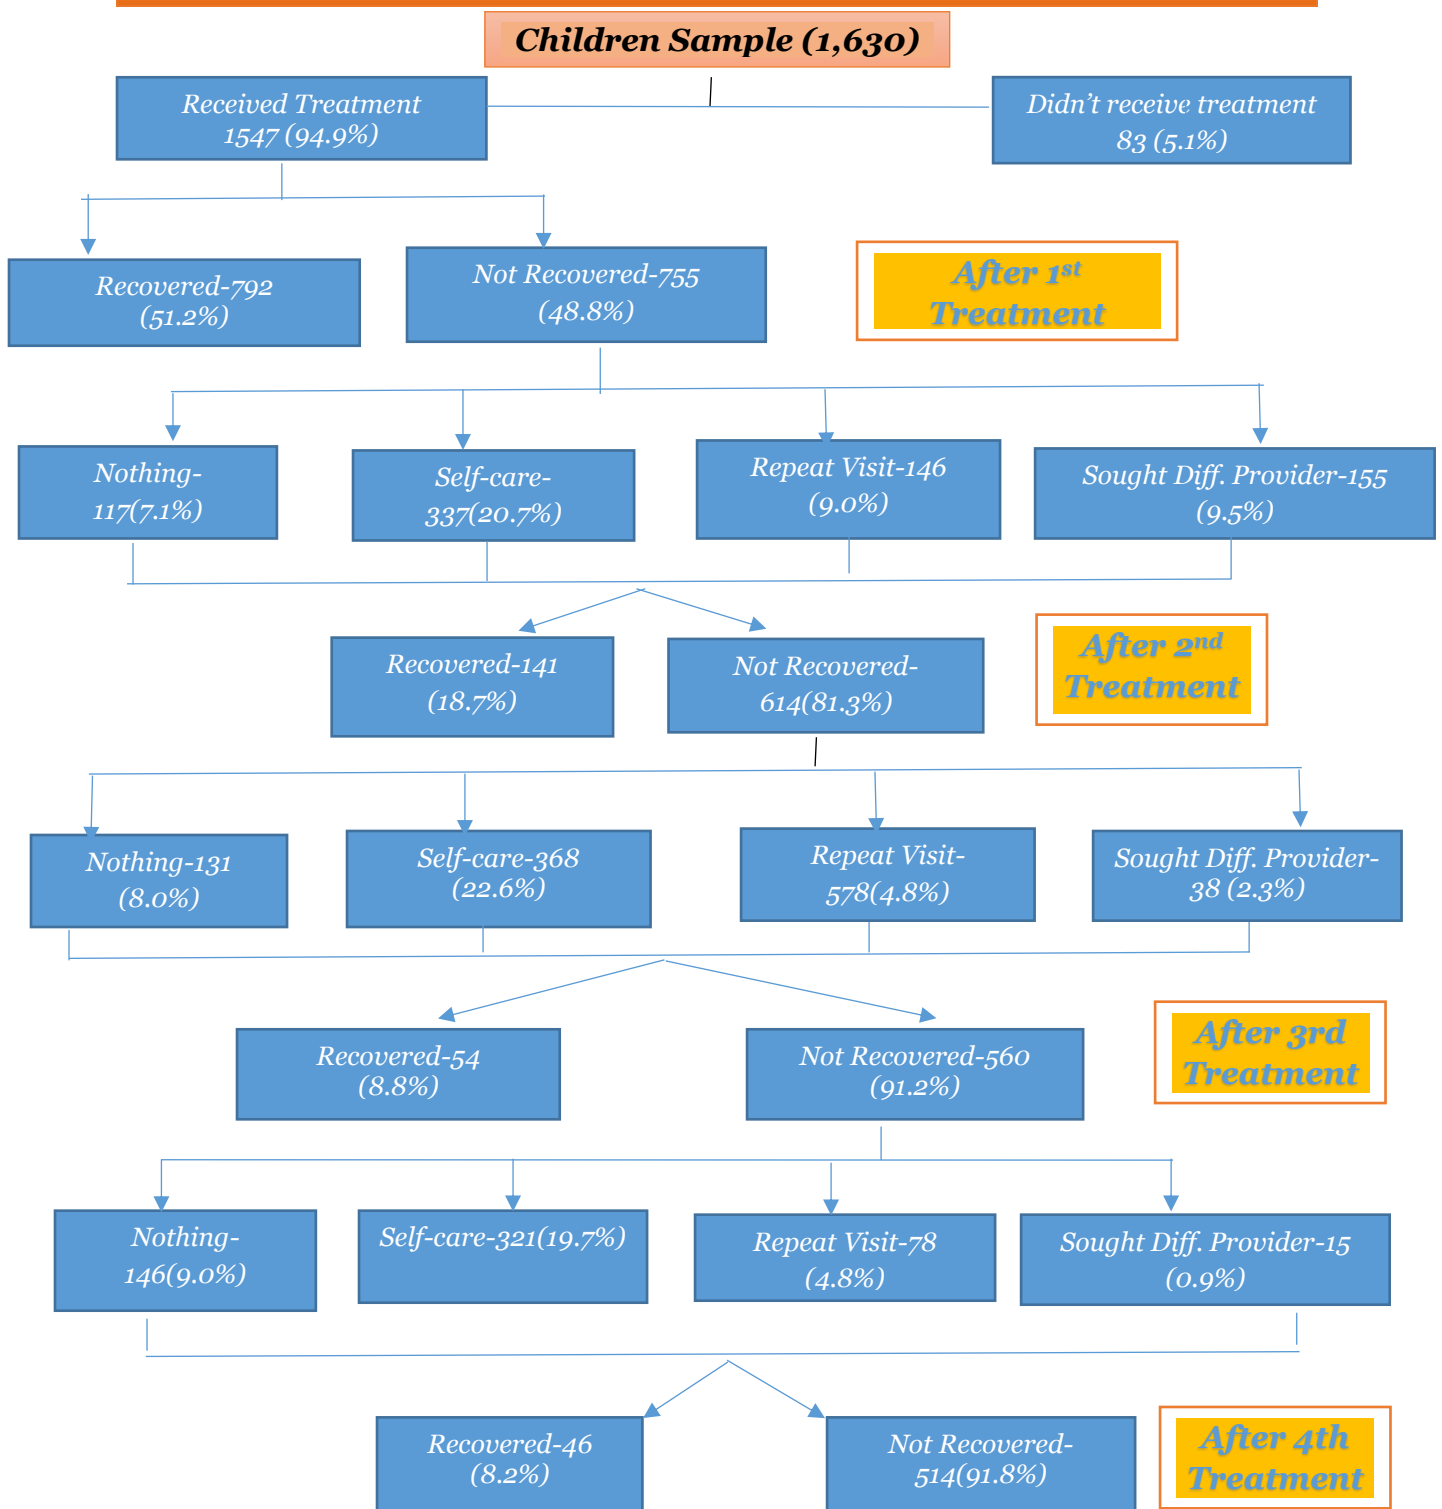 Children Sample (1,630)
Received Treatment
1547 (94.9%)
Didn't receive treatment
83 (5.1%)
Recovered-792
(51.2%)
Not Recovered-755
(48.8%)
After 1st
Treatment
Nothing-
117(7.1%)
Self-care-
337(20.7%)
Repeat Visit-146
(9.0%)
Sought Diff. Provider-155
(9.5%)
Recovered-141
(18.7%)
Not Recovered-
614(81.3%)
After 2nd
Treatment
Nothing-131
(8.0%)
Self-care-368
(22.6%)
Repeat Visit-
578(4.8%)
Sought Diff. Provider-
38 (2.3%)
Recovered-54
(8.8%)
Not Recovered-560
(91.2%)
After 3rd
Treatment
Nothing-
146(9.0%)
Self-care-321(19.7%)
Repeat Visit-78
(4.8%)
Sought Diff. Provider-15
(0.9%)
Recovered-46
(8.2%)
Not Recovered-
514(91.8%)
After 4th
Treatment